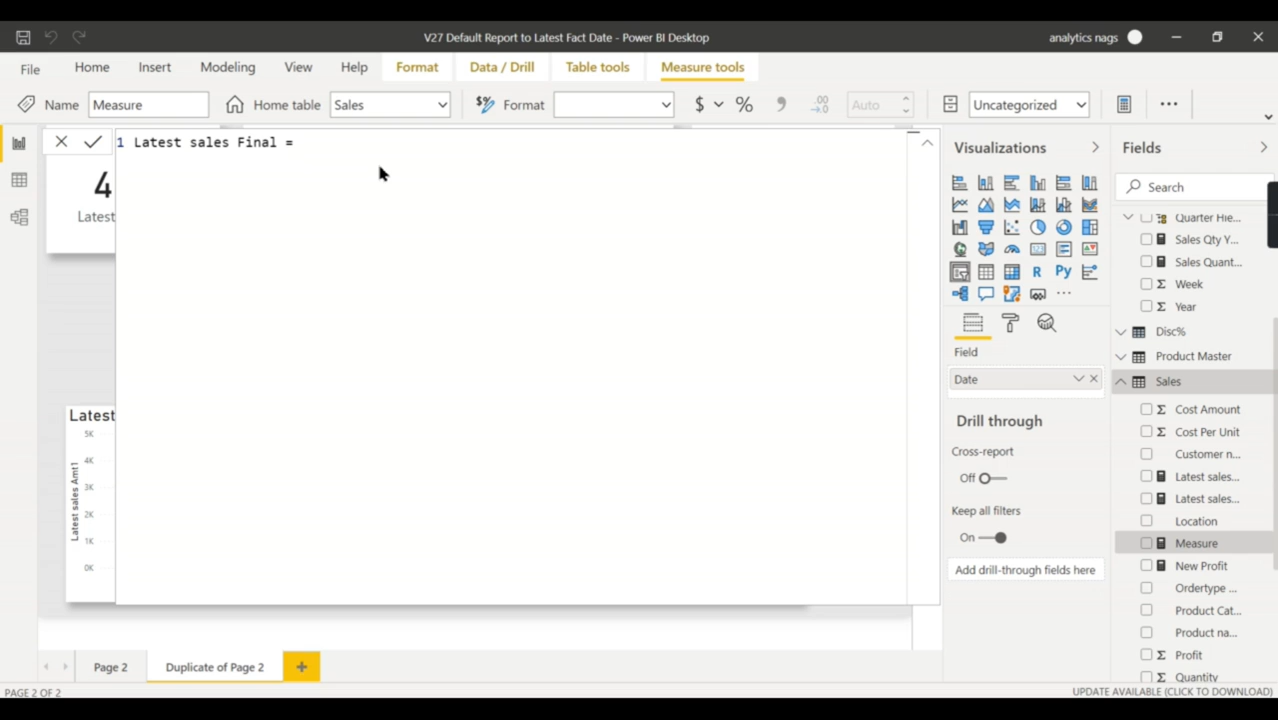 V27 Default Report to Latest Fact Date - Power BI Desktop
analytics nags
File
Home
Insert
Modeling
View
Help
Format
Data / Drill
Table tools
Measure tools
Name
Measure
Home table
Sales
Format
$
%
Auto
Uncategorized
1 Latest sales Final =
4
Latest
Latest
5K
4K
3K
2K
1K
0K
Latest sales Amt1
Visualizations
R
Py
Field
Date
Drill through
Cross-report
Off
Keep all filters
On
Add drill-through fields here
Fields
Search
Quarter Hie...
Sales Qty Y...
Sales Quant...
Σ Week
Σ Year
Disc%
Product Master
Sales
Σ Cost Amount
Σ Cost Per Unit
Customer n...
Latest sales...
Latest sales...
Location
Measure
New Profit
Ordertype ...
Product Cat...
Product na...
Σ Profit
Σ Quantity
Page 2
Duplicate of Page 2
PAGE 2 OF 2
UPDATE AVAILABLE (CLICK TO DOWNLOAD)